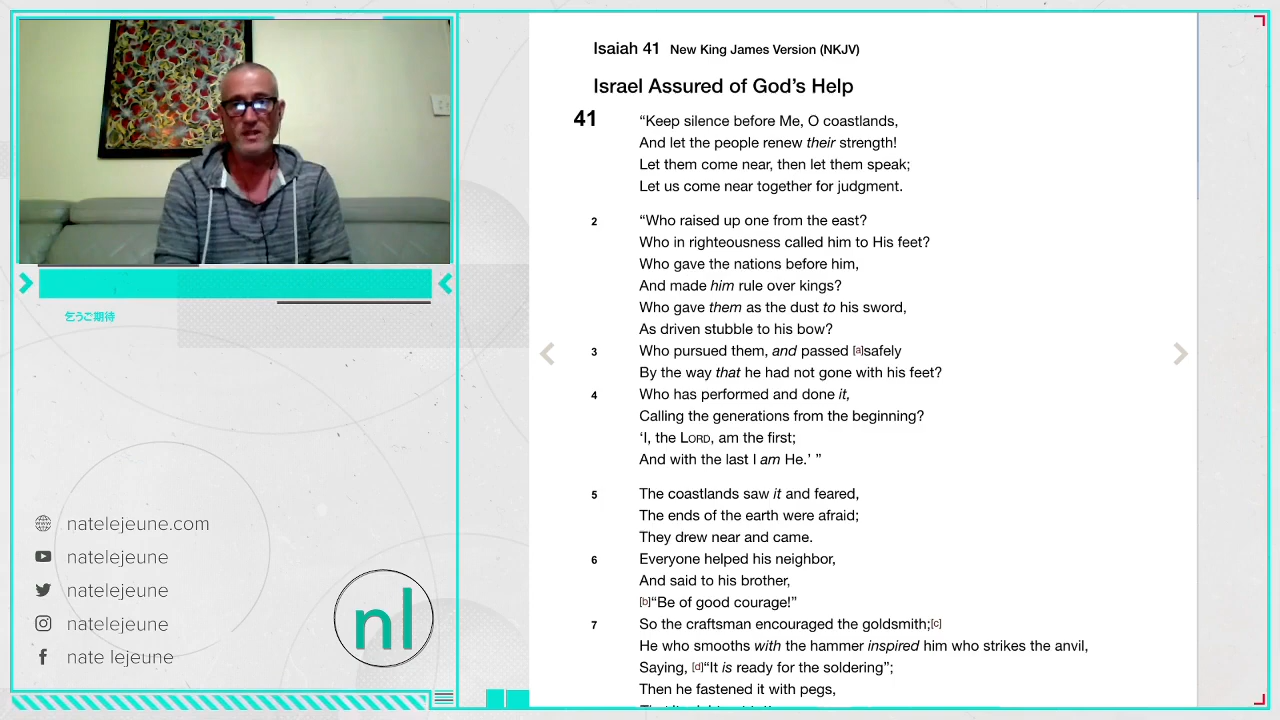 Isaiah 41 New King James Version (NKJV)
Israel Assured of God’s Help
41 “Keep silence before Me, O coastlands,
And let the people renew their strength!
Let them come near, then let them speak;
Let us come near together for judgment.
2 “Who raised up one from the east?
Who in righteousness called him to His feet?
Who gave the nations before him,
And made him rule over kings?
Who gave them as the dust to his sword,
As driven stubble to his bow?
3 Who pursued them, and passed [a]safely
By the way that he had not gone with his feet?
4 Who has performed and done it,
Calling the generations from the beginning?
‘I, the LORD, am the first;
And with the last I am He.’ ”
5 The coastlands saw it and feared,
The ends of the earth were afraid;
They drew near and came.
6 Everyone helped his neighbor,
And said to his brother,
[b]“Be of good courage!”
7 So the craftsman encouraged the goldsmith;[c]
He who smooths with the hammer inspired him who strikes the anvil,
Saying, [d]“It is ready for the soldering”;
Then he fastened it with pegs,
乞うご期待
www natelejeune.com
natelejeune
natelejeune
natelejeune
nate lejeune
nl